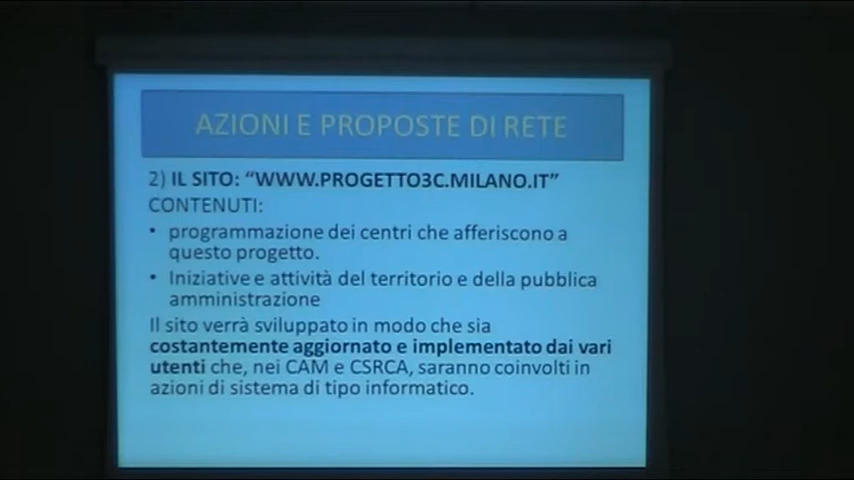 AZIONI E PROPOSTE DI RETE
2) IL SITO: “WWW.PROGETTO3C.MILANO.IT”
CONTENUTI:
• programmazione dei centri che afferiscono a
questo progetto.
• Iniziative e attività del territorio e della pubblica
amministrazione
Il sito verrà sviluppato in modo che sia
costantemente aggiornato e implementato dai vari
utenti che, nei CAM e CSRCA, saranno coinvolti in
azioni di sistema di tipo informatico.